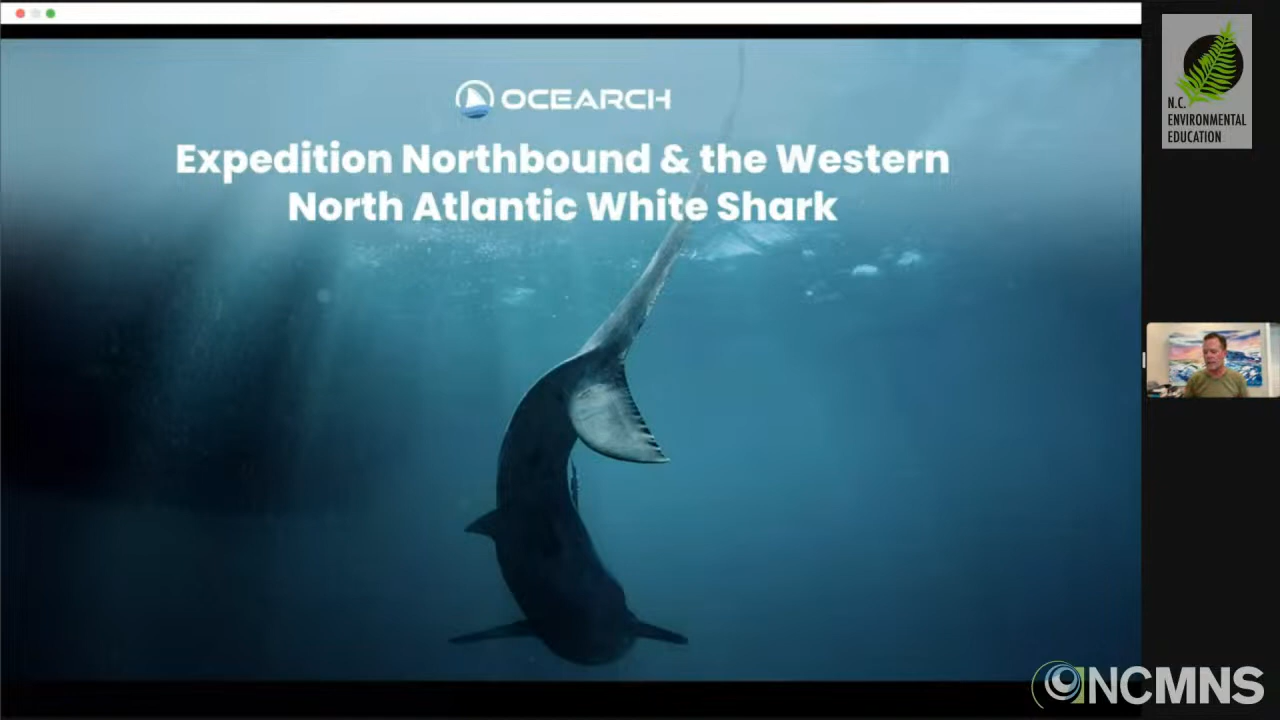 OCEARCH
Expedition Northbound & the Western
North Atlantic White Shark
N.C.
ENVIRONMENTAL
EDUCATION
NCMNS